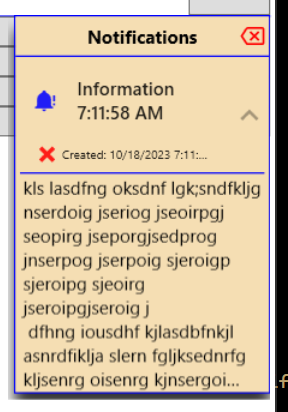 Notifications
Information
7:11:58 AM
Created: 10/18/2023 7:11:...
kls lasdfng oksdnf lgk;sndfkljg
nserdoig jseriog jseoirpgj
seopirg jseporgjsedprog
jnserpog jserpoig sjeroigp
sjeroipg sjeoirg
jseroipgjseroig j
dfhng iousdhf kjlasdbfnkjl
asnrdfiklja slern fgljksednrfg
kljsenrg oisenrg kjnsergoi...